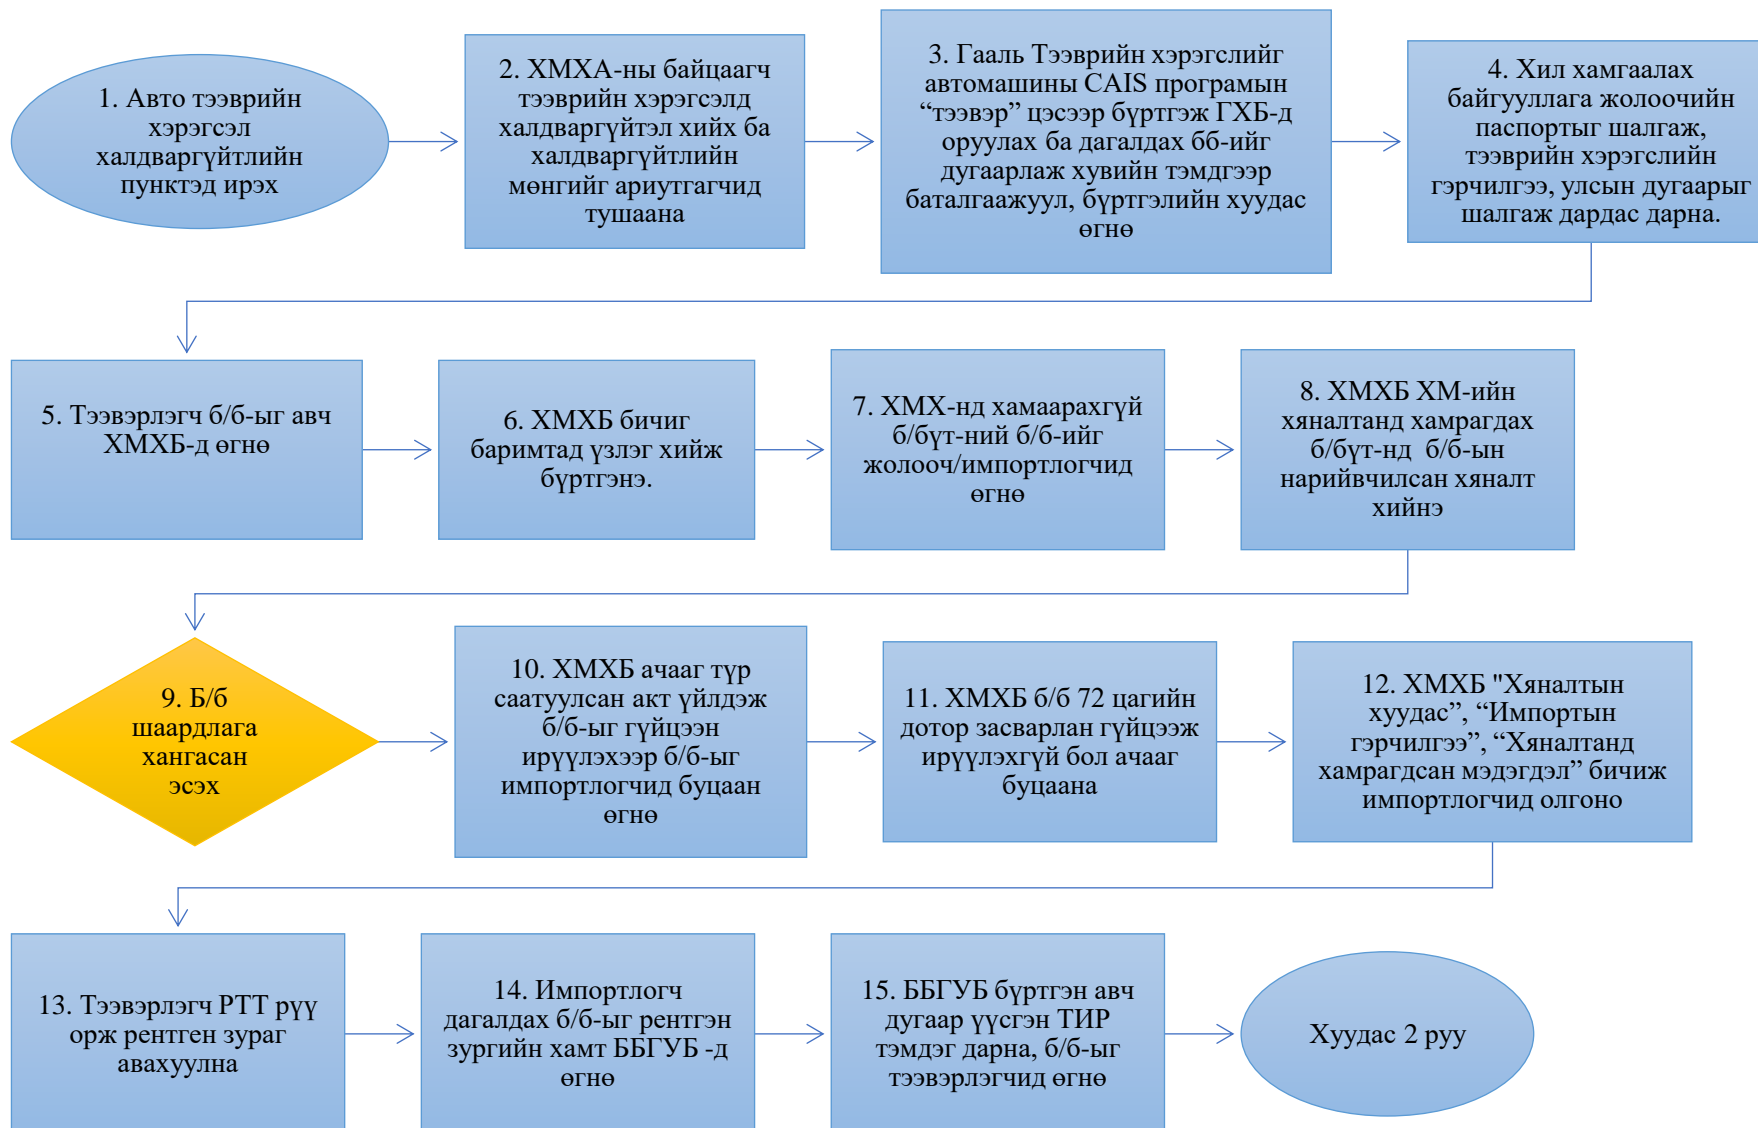 1. Авто тээврийн
хэрэгсэл
халдваргүйтлийн
пунктэд ирэх
2. ХМХА-ны байцаагч
тээврийн хэрэгсэлд
халдваргүйтэл хийх ба
халдваргүйтлийн
мөнгийг ариутгагчид
тушаана
3. Гааль Тээврийн хэрэгслийг
автомашины CAIS програмын
“тээвэр” цэсээр бүртгэж ГХБ-д
оруулах ба дагалдах бб-ийг
дугаарлаж хувийн тэмдгээр
баталгаажуул, бүртгэлийн хуудас
өгнө
4. Хил хамгаалах
байгууллага жолоочийн
паспортыг шалгаж,
тээврийн хэрэгслийн
гэрчилгээ, улсын дугаарыг
шалгаж дардас дарна.
5. Тээвэрлэгч б/б-ыг авч
ХМХБ-д өгнө
6. ХМХБ бичиг
баримтад үзлэг хийж
бүртгэнэ.
7. ХМХ-нд хамаарахгүй
б/бүт-ний б/б-ийг
жолооч/импортлогчид
өгнө
8. ХМХБ ХМ-ийн
хяналтанд хамрагдах
б/бүт-нд б/б-ын
нарийвчилсан хяналт
хийнэ
9. Б/б
шаардлага
хангасан
эсэх
10. ХМХБ ачааг түр
саатуулсан акт үйлдэж
б/б-ыг гүйцээн
ирүүлэхээр б/б-ыг
импортлогчид буцаан
өгнө
11. ХМХБ б/б 72 цагийн
дотор засварлан гүйцээж
ирүүлэхгүй бол ачааг
буцаана
12. ХМХБ "Хяналтын
хуудас”, “Импортын
гэрчилгээ”, “Хяналтанд
хамрагдсан мэдэгдэл” бичиж
импортлогчид олгоно
13. Тээвэрлэгч РТТ рүү
орж рентген зураг
авахуулна
14. Импортлогч
дагалдах б/б-ыг рентгэн
зургийн хамт ББГУБ -д
өгнө
15. ББГУБ бүртгэн авч
дугаар үүсгэн ТИР
тэмдэг дарна, б/б-ыг
тээвэрлэгчид өгнө
Хуудас 2 руу